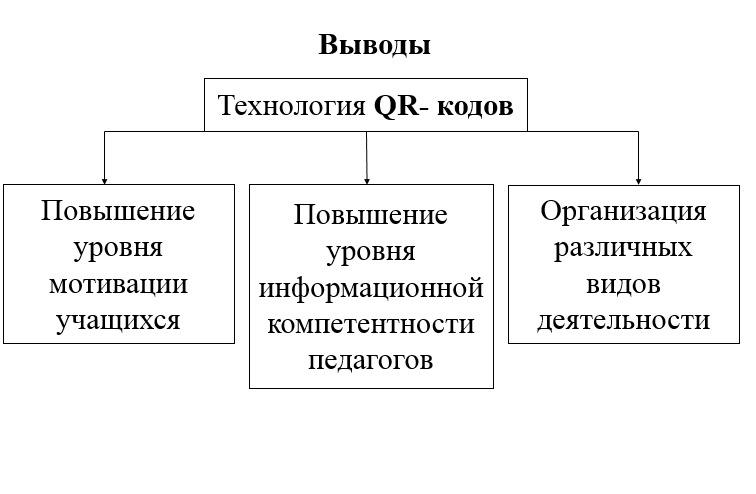 Выводы
Технология QR- кодов
Повышение
уровня
мотивации
учащихся
Повышение
уровня
информационной
компетентности
педагогов
Организация
различных
видов
деятельности